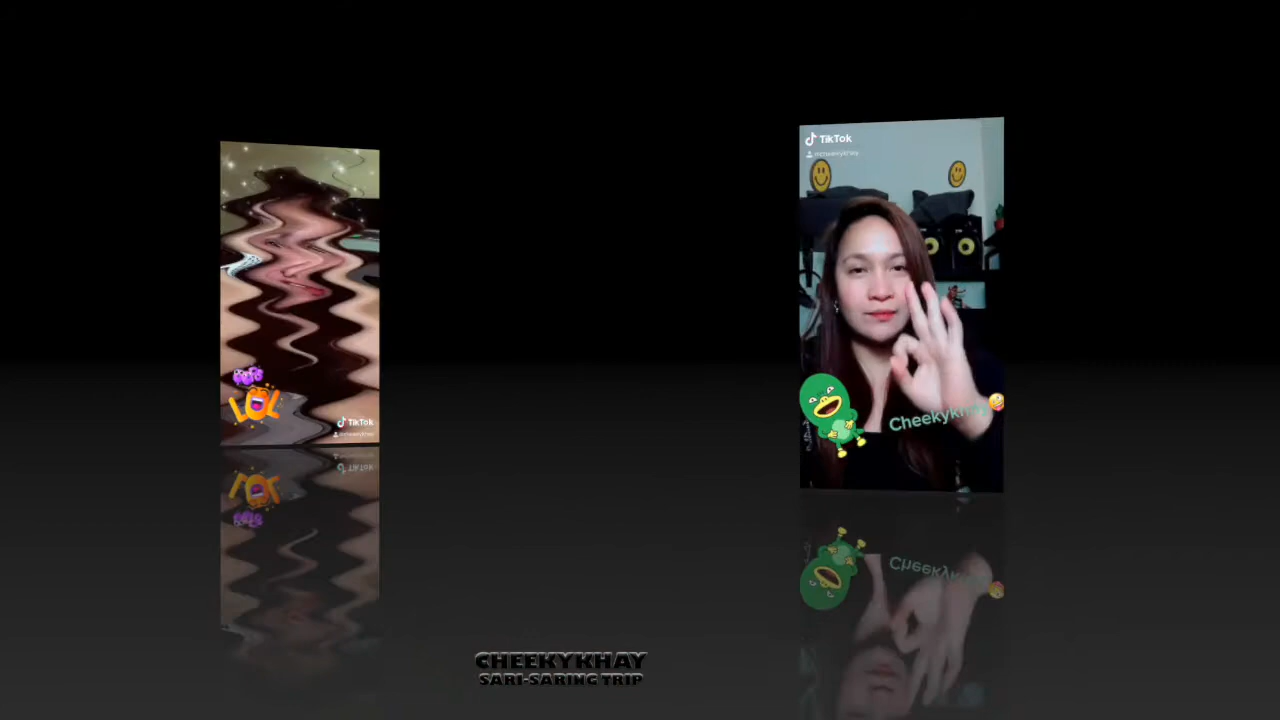 TikTok
Cheekykhay
LOL
TikTok
CHEEKYKHAY
SARI-SARING TRIP